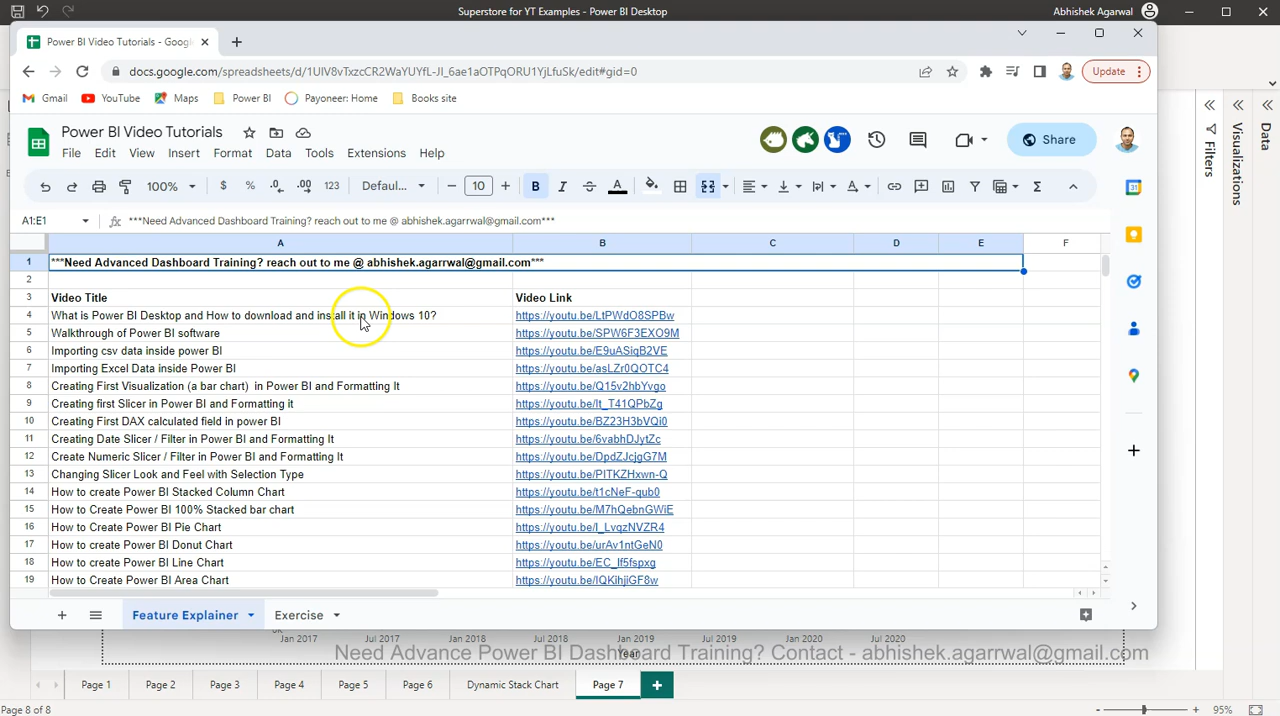 Superstore for YT Examples - Power BI Desktop
Abhishek Agarwal
Power BI Video Tutorials - Goog
docs.google.com/spreadsheets/d/
Update
Gmail
YouTube
Maps
Power BI
Payoneer: Home
Books site
Power BI Video Tutorials
File Edit View Insert Format Data Tools Extensions Help
Share
100%
$ % .0 .00 123
Defaul...
10
B I A
A1:E1
***Need Advanced Dashboard Training? reach out to me @ abhishek.agarrwal@gmail.com***
A B C D E F
1 ***Need Advanced Dashboard Training? reach out to me @ abhishek.agarrwal@gmail.com***
2
3 Video Title Video Link
4 What is Power BI Desktop and How to download and install it in Windows 10? https://youtu.be/LtPWdO8SPBw
5 Walkthrough of Power BI software https://youtu.be/SPW6F3EXO9M
6 Importing csv data inside power BI https://youtu.be/E9uASiqB2VE
7 Importing Excel Data inside Power BI https://youtu.be/asLZr0QOTC4
8 Creating First Visualization (a bar chart) in Power BI and Formatting It https://youtu.be/Q15v2hbYvgo
9 Creating first Slicer in Power BI and Formatting it https://youtu.be/It_T41QPbZg
10 Creating First DAX calculated field in power BI https://youtu.be/BZ23H3bVQi0
11 Creating Date Slicer / Filter in Power BI and Formatting It https://youtu.be/6vabhDJytZc
12 Create Numeric Slicer / Filter in Power BI and Formatting It https://youtu.be/DpdZJcjgG7M
13 Changing Slicer Look and Feel with Selection Type https://youtu.be/PITKZHxwn-Q
14 How to create Power BI Stacked Column Chart https://youtu.be/t1cNeF-qub0
15 How to Create Power BI 100% Stacked bar chart https://youtu.be/M7hQebnGWiE
16 How to Create Power BI Pie Chart https://youtu.be/I_LvqzNVZR4
17 How to create Power BI Donut Chart https://youtu.be/urAv1ntGeN0
18 How to create Power BI Line Chart https://youtu.be/EC_If5fspxg
19 How to Create Power BI Area Chart https://youtu.be/IQKihjiGF8w
Feature Explainer
Exercise
Filters
Visualizations
Data
Jan 2017 Jul 2017 Jan 2018 Jul 2018 Jan 2019 Jul 2019 Jan 2020 Jul 2020
Year
Need Advance Power BI Dashboard Training? Contact - abhishek.agarrwal@gmail.com
Page 1 Page 2 Page 3 Page 4 Page 5 Page 6 Dynamic Stack Chart Page 7
Page 8 of 8
95%